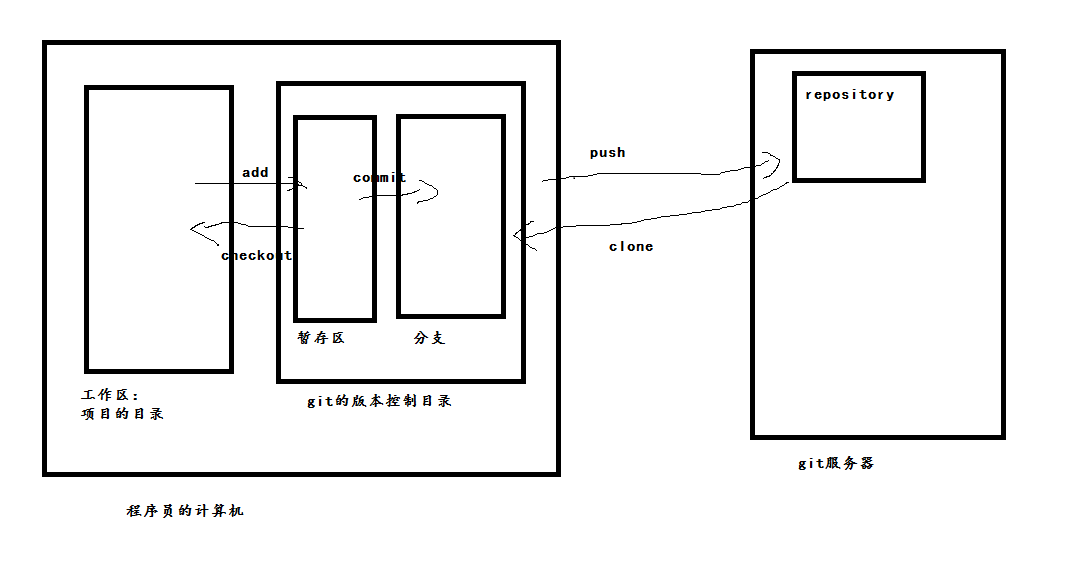 repository
push
add
commit
clone
checkout
暂存区
分支
工作区:
项目的目录
git的版本控制目录
git服务器
程序员的计算机